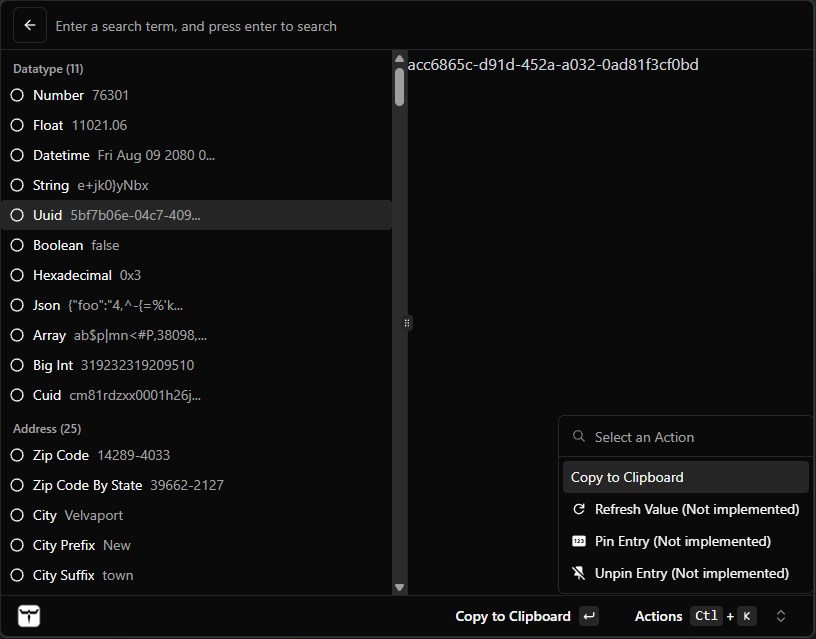 Enter a search term, and press enter to search
Datatype (11)
Number 76301
Float 11021.06
Datetime Fri Aug 09 2080 0...
String e+jk0}yNbx
Uuid 5bf7b06e-04c7-409...
Boolean false
Hexadecimal 0x3
Json {"foo":"4,^-{=%'k...
Array ab$p|mn<#P,38098,...
Big Int 319232319209510
Cuid cm81rdzxx0001h26j...
Address (25)
Zip Code 14289-4033
Zip Code By State 39662-2127
City Velvaport
City Prefix New
City Suffix town
acc6865c-d91d-452a-a032-0ad81f3cf0bd
Select an Action
Copy to Clipboard
Refresh Value (Not implemented)
123 Pin Entry (Not implemented)
Unpin Entry (Not implemented)
Copy to Clipboard ↵ Actions Ctl + K